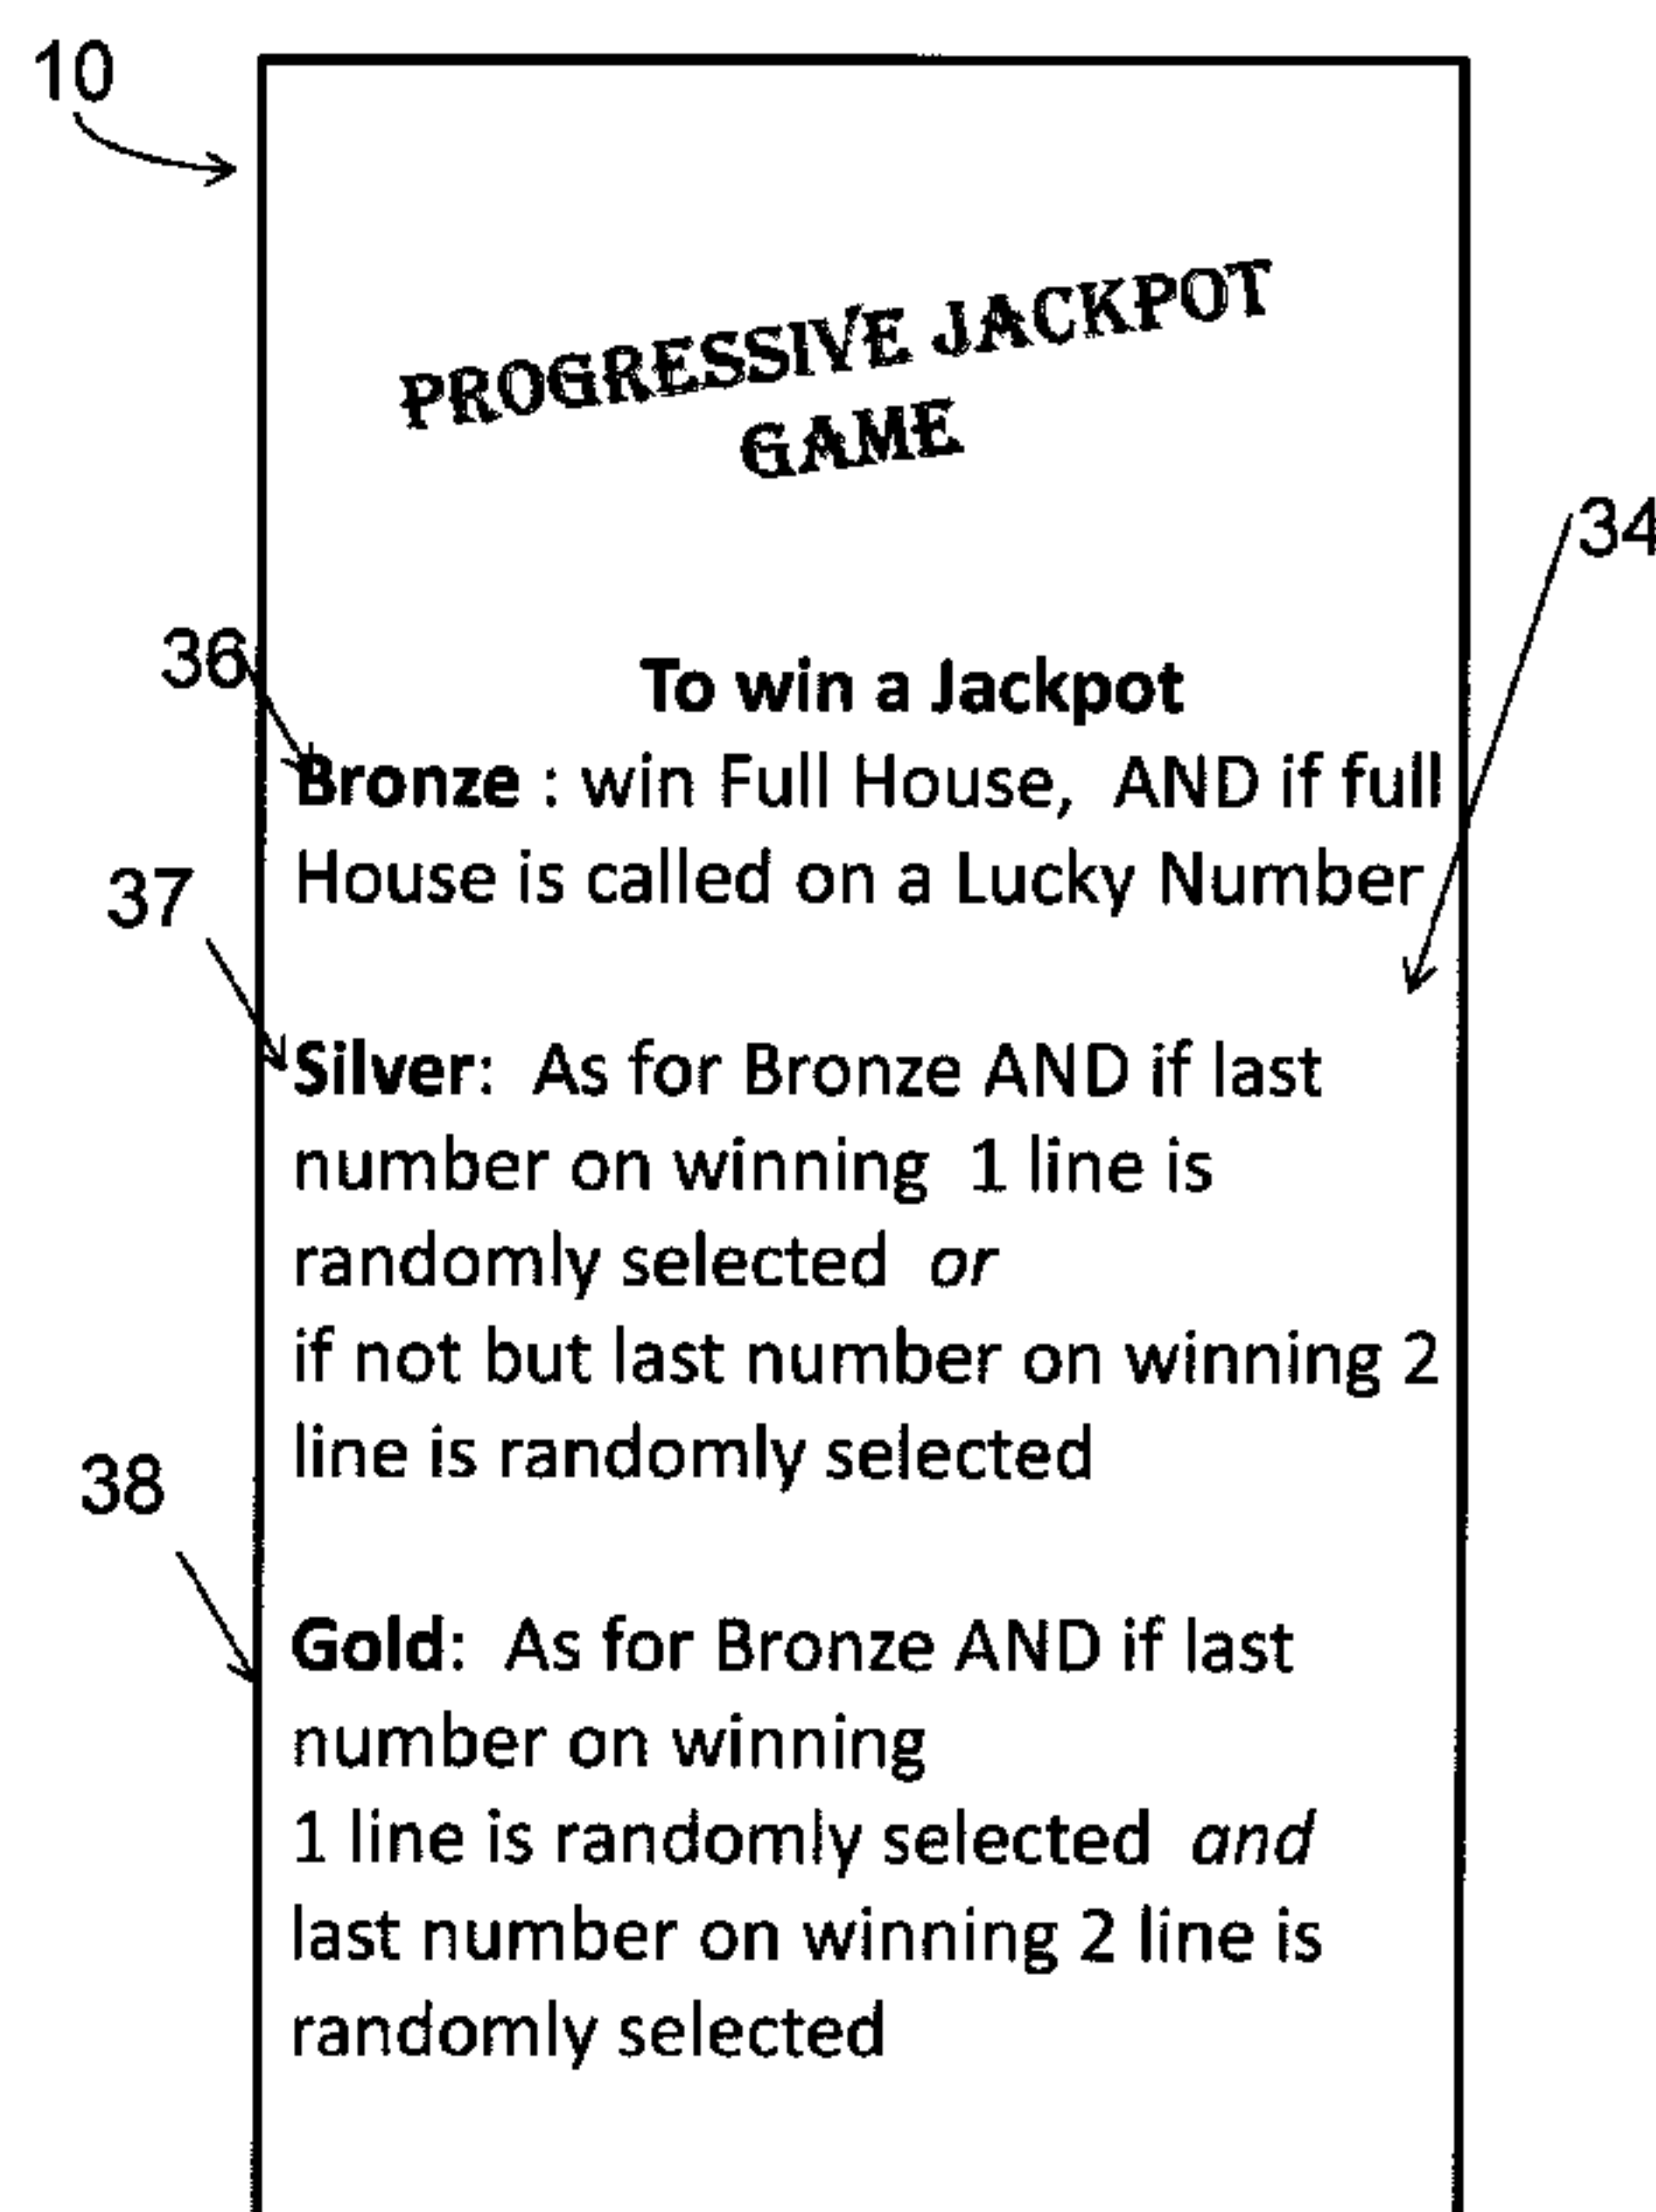 10
PROGRESSIVE JACKPOT
GAME
34
36
To win a Jackpot
Bronze : win Full House, AND if full
House is called on a Lucky Number
37
Silver: As for Bronze AND if last
number on winning 1 line is
randomly selected or
if not but last number on winning 2
line is randomly selected
38
Gold: As for Bronze AND if last
number on winning
1 line is randomly selected and
last number on winning 2 line is
randomly selected